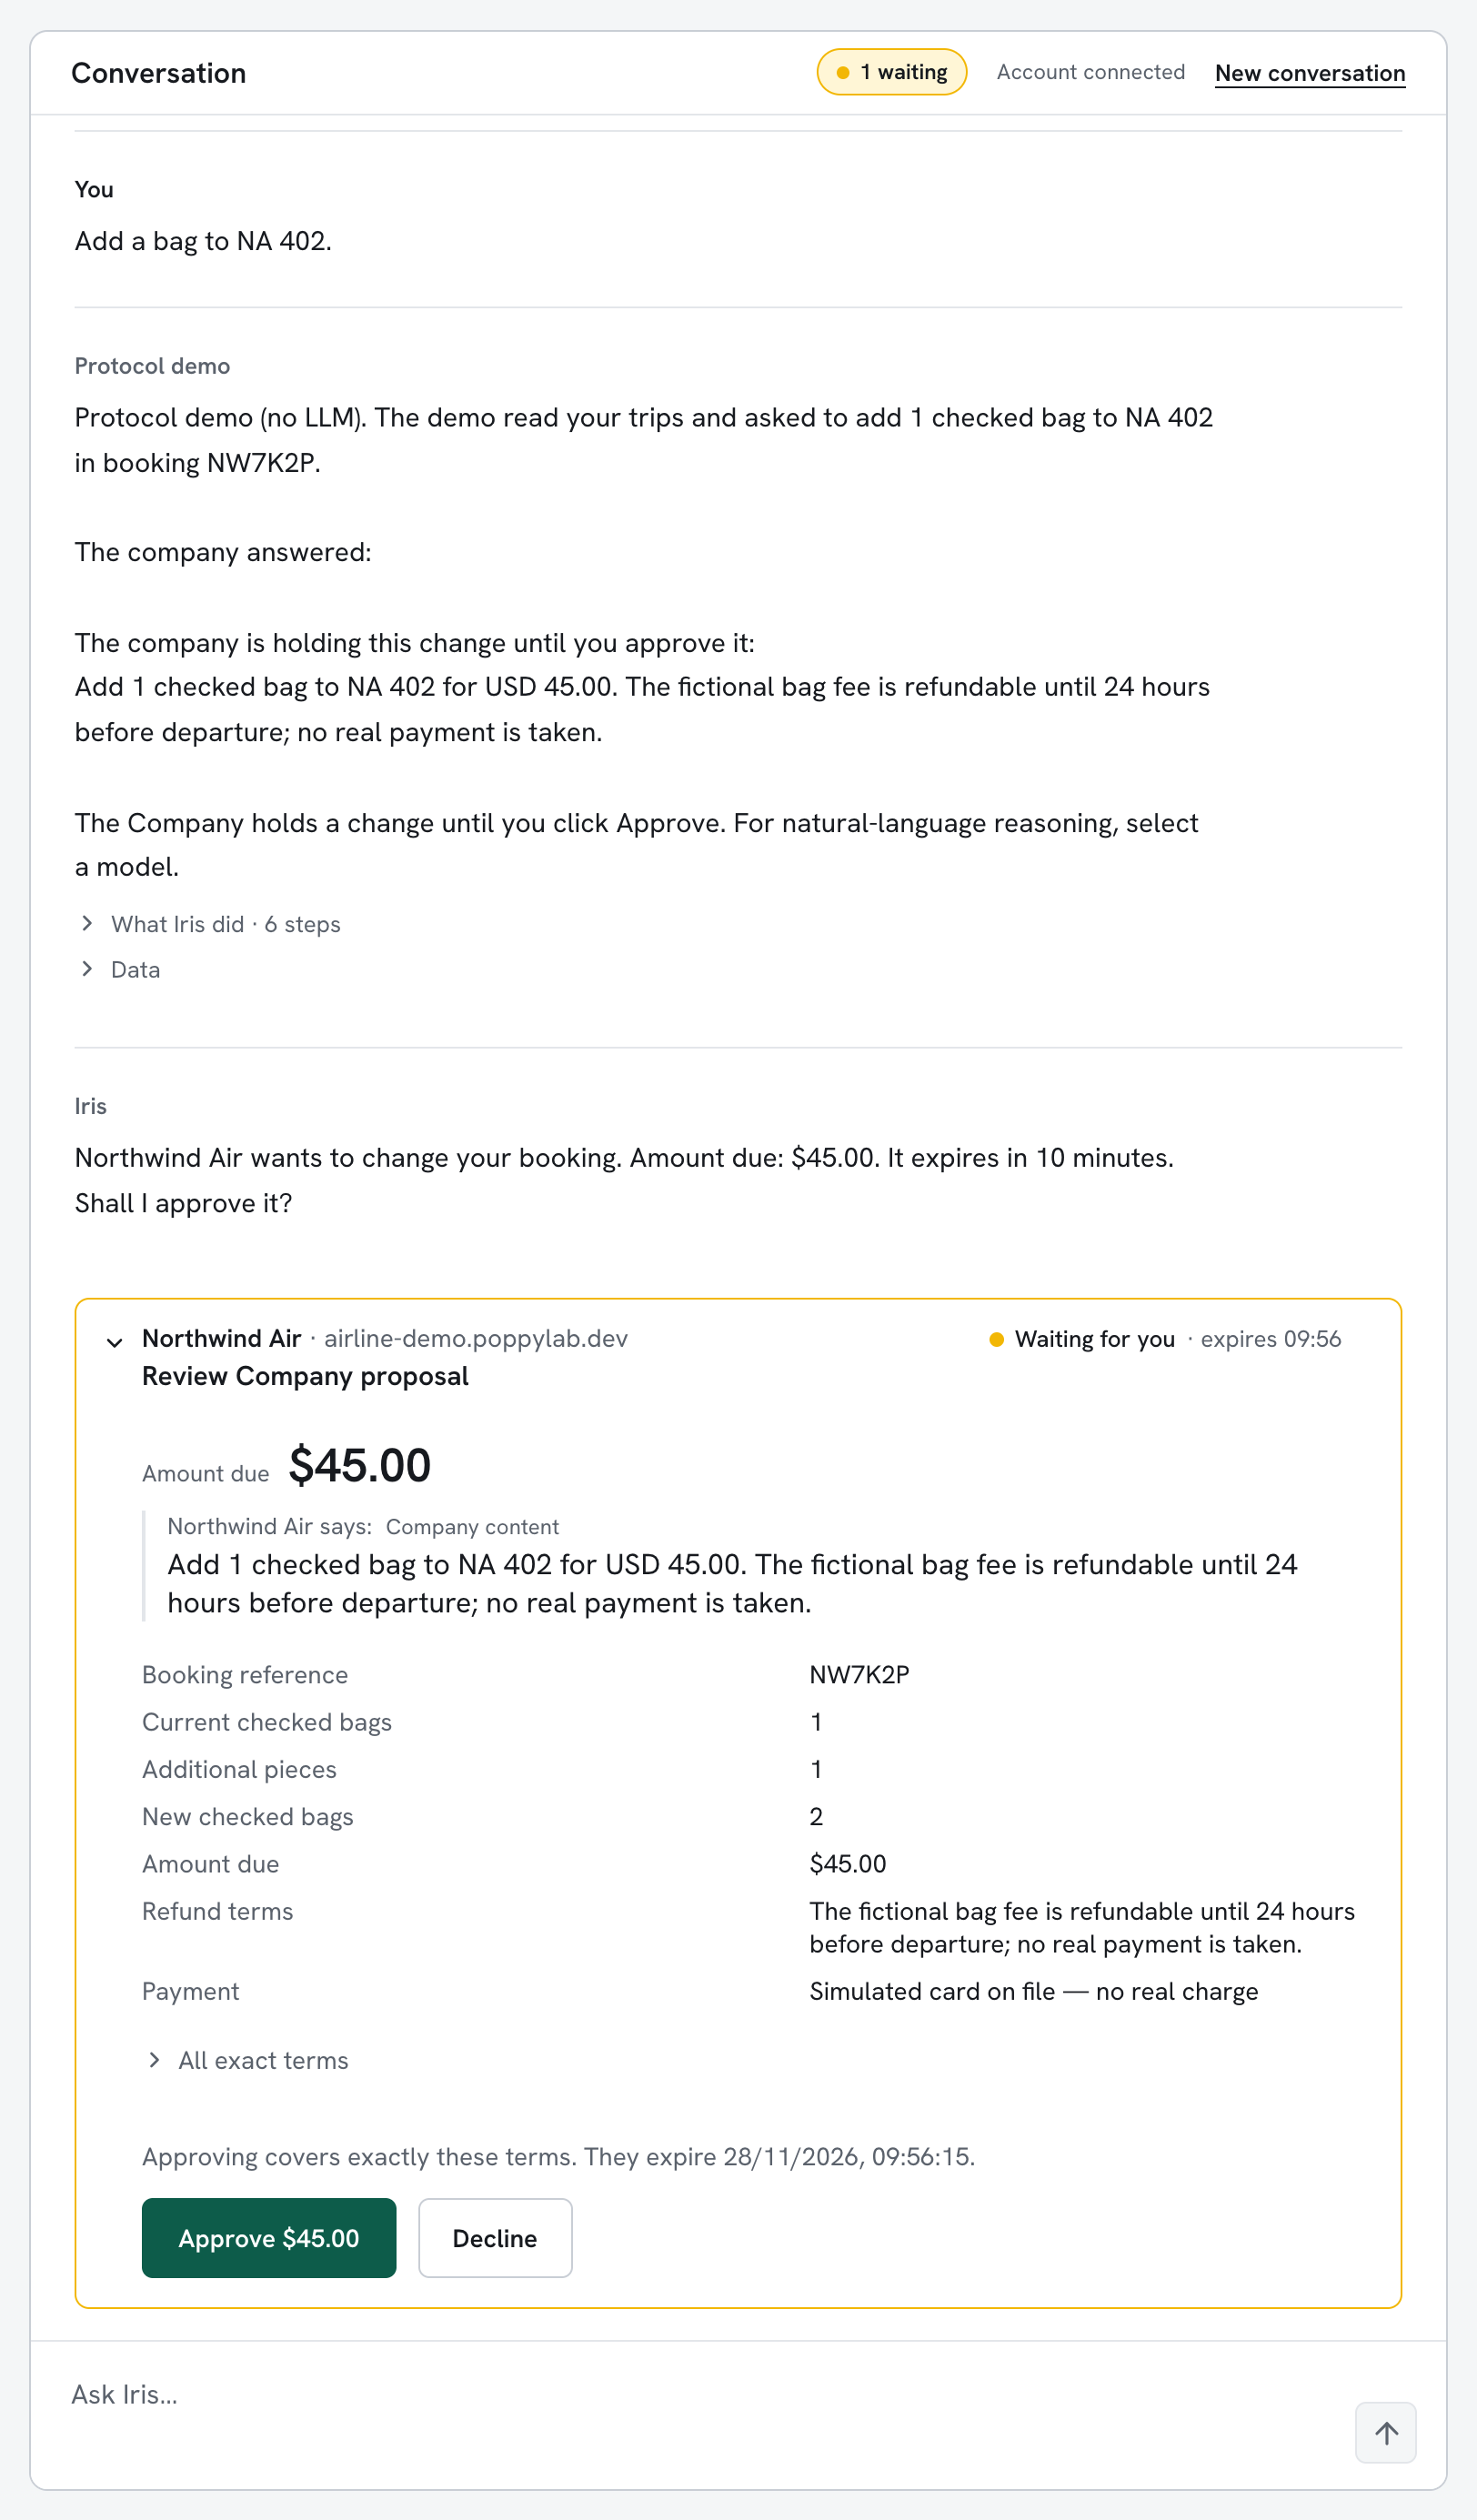 Conversation
1 waiting
Account connected
New conversation
You
Add a bag to NA 402.
Protocol demo
Protocol demo (no LLM). The demo read your trips and asked to add 1 checked bag to NA 402
in booking NW7K2P.
The company answered:
The company is holding this change until you approve it:
Add 1 checked bag to NA 402 for USD 45.00. The fictional bag fee is refundable until 24 hours
before departure; no real payment is taken.
The Company holds a change until you click Approve. For natural-language reasoning, select
a model.
What Iris did · 6 steps
Data
Iris
Northwind Air wants to change your booking. Amount due: $45.00. It expires in 10 minutes.
Shall I approve it?
Northwind Air · airline-demo.poppylab.dev
Waiting for you · expires 09:56
Review Company proposal
Amount due $45.00
Northwind Air says: Company content
Add 1 checked bag to NA 402 for USD 45.00. The fictional bag fee is refundable until 24
hours before departure; no real payment is taken.
Booking reference NW7K2P
Current checked bags 1
Additional pieces 1
New checked bags 2
Amount due $45.00
Refund terms The fictional bag fee is refundable until 24 hours
before departure; no real payment is taken.
Payment Simulated card on file — no real charge
All exact terms
Approving covers exactly these terms. They expire 28/11/2026, 09:56:15.
Approve $45.00
Decline
Ask Iris...